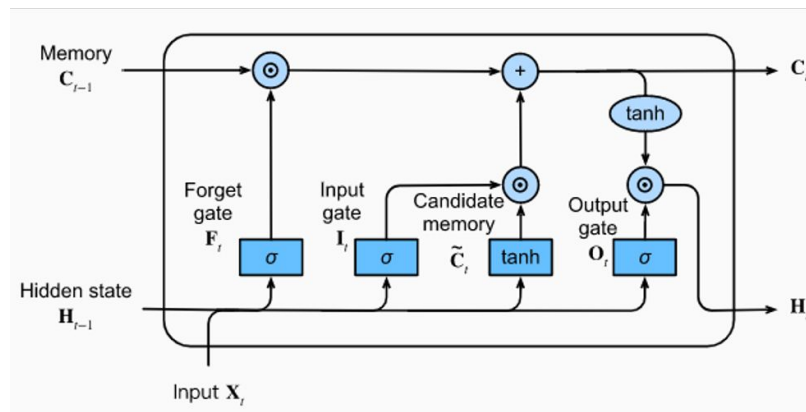 Memory
C_{t−1}
C
tanh
Forget
gate
F_t
Input
gate
I_t
Candidate
memory
C̃_t
Output
gate
O_t
σ
σ
tanh
σ
Hidden state
H_{t−1}
H
Input X_t